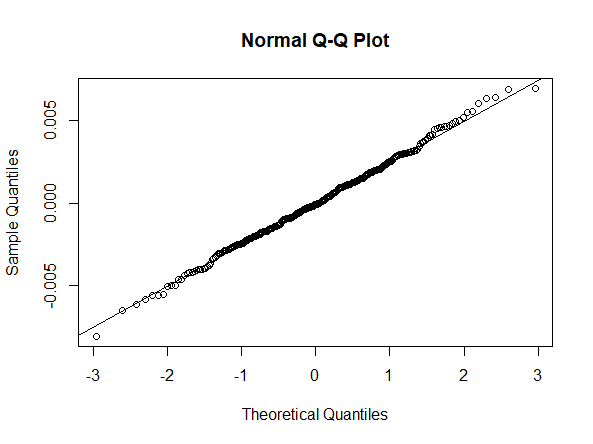 Normal Q-Q Plot
Sample Quantiles
0.005
0.000
-0.005
-3 -2 -1 0 1 2 3
Theoretical Quantiles